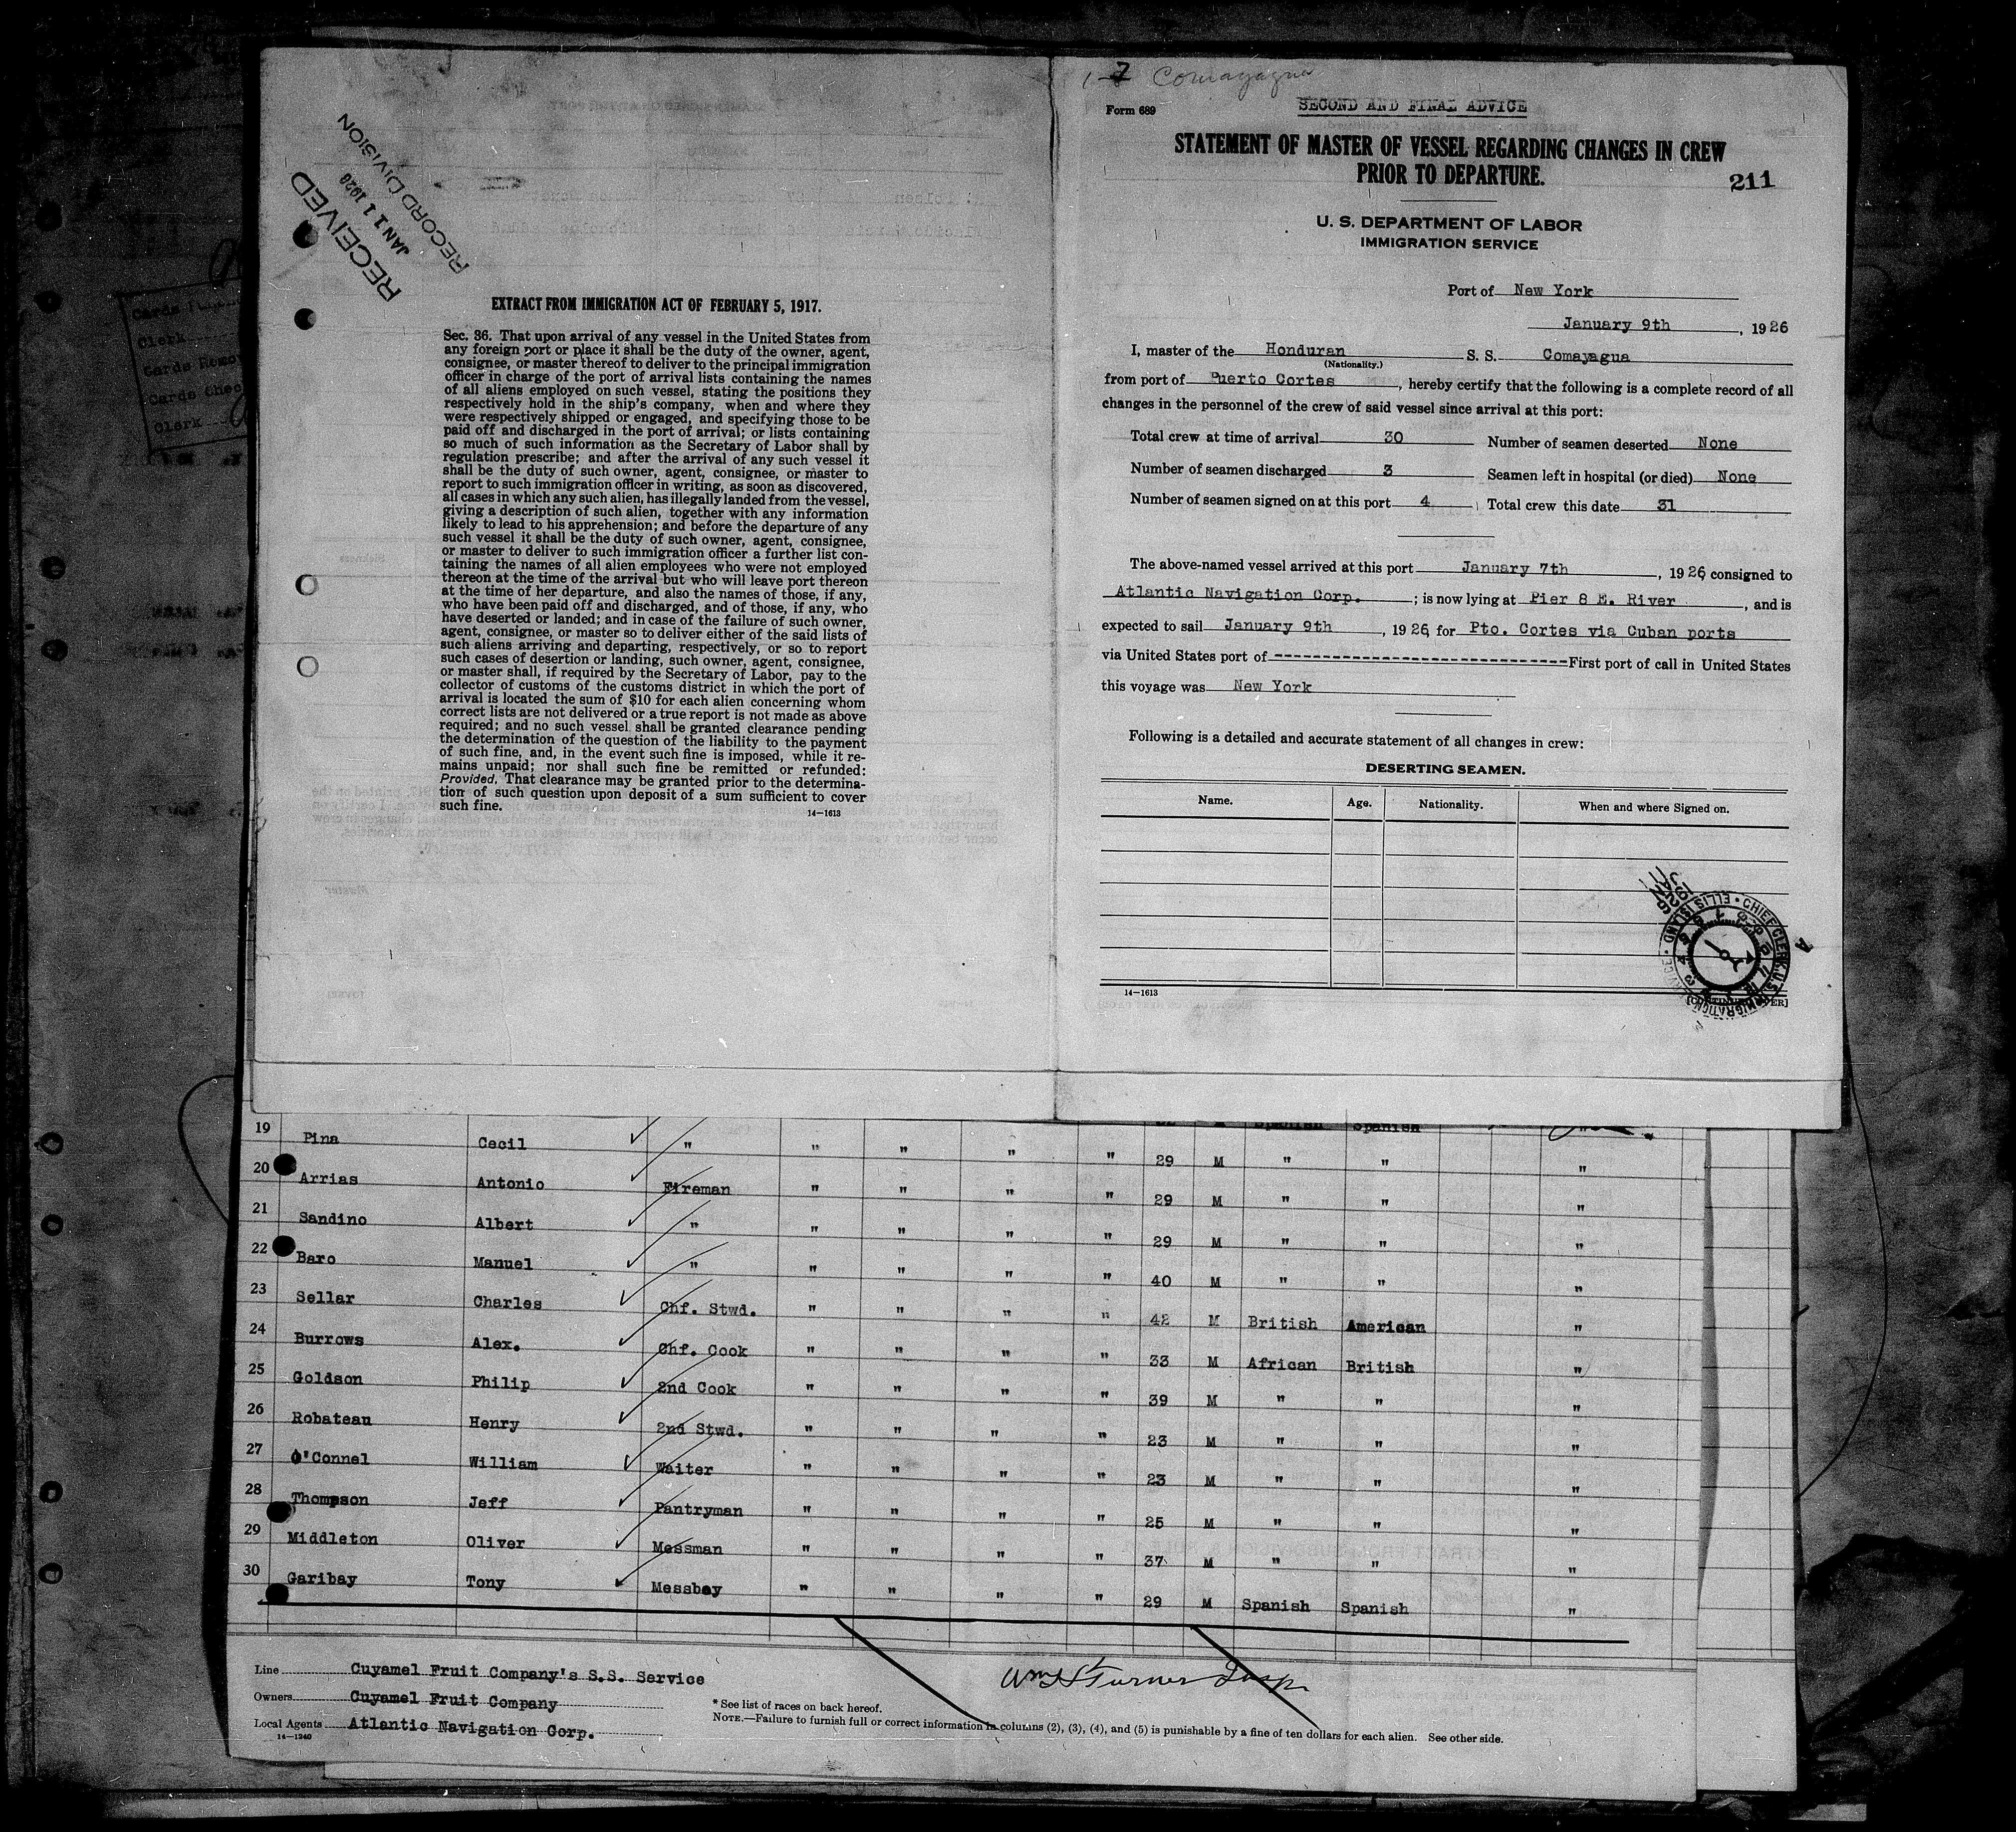 RECEIVED
JAN 11 1926
RECORD DIVISION
EXTRACT FROM IMMIGRATION ACT OF FEBRUARY 5, 1917.
Sec. 36. That upon arrival of any vessel in the United States from
any foreign port or place it shall be the duty of the owner, agent,
consignee, or master thereof to deliver to the principal immigration
officer in charge of the port of arrival lists containing the names
of all aliens employed on such vessel, stating the positions they
respectively hold in the ship's company, when and where they
were respectively shipped or engaged, and specifying those to be
paid off and discharged in the port of arrival; or lists containing
so much of such information as the Secretary of Labor shall by
regulation prescribe; and after the arrival of any such vessel it
shall be the duty of such owner, agent, consignee, or master to
report to such immigration officer in writing, as soon as discovered,
all cases in which any such alien, has illegally landed from the vessel,
giving a description of such alien, together with any information
likely to lead to his apprehension; and before the departure of any
such vessel it shall be the duty of such owner, agent, consignee,
or master to deliver to such immigration officer a further list con-
taining the names of all alien employees who were not employed
thereon at the time of the arrival but who will leave port thereon
at the time of her departure, and also the names of those, if any,
who have been paid off and discharged, and of those, if any, who
have deserted or landed; and in case of the failure of such owner,
agent, consignee, or master so to deliver either of the said lists of
such aliens arriving and departing, respectively, or so to report
such cases of desertion or landing, such owner, agent, consignee,
or master shall, if required by the Secretary of Labor, pay to the
collector of customs of the customs district in which the port of
arrival is located the sum of $10 for each alien concerning whom
correct lists are not delivered or a true report is not made as above
required; and no such vessel shall be granted clearance pending
the determination of the question of the liability to the payment
of such fine, and, in the event such fine is imposed, while it re-
mains unpaid; nor shall such fine be remitted or refunded:
Provided, That clearance may be granted prior to the determina-
tion of such question upon deposit of a sum sufficient to cover
such fine.
14—1613
1-7 Comayagua
Form 689
SECOND AND FINAL ADVICE
STATEMENT OF MASTER OF VESSEL REGARDING CHANGES IN CREW
PRIOR TO DEPARTURE.
211
U. S. DEPARTMENT OF LABOR
IMMIGRATION SERVICE
Port of New York
January 9th, 1926
I, master of the Honduran S. S. Comayagua
(Nationality.)
from port of Puerto Cortes, hereby certify that the following is a complete record of all
changes in the personnel of the crew of said vessel since arrival at this port:
Total crew at time of arrival 30 Number of seamen deserted None
Number of seamen discharged 3 Seamen left in hospital (or died) None
Number of seamen signed on at this port 4 Total crew this date 31
The above-named vessel arrived at this port January 7th, 1926, consigned to
Atlantic Navigation Corp.; is now lying at Pier 8 E. River, and is
expected to sail January 9th, 1926, for Pto. Cortes via Cuban ports
via United States port of ------------------------------ First port of call in United States
this voyage was New York
Following is a detailed and accurate statement of all changes in crew:
DESERTING SEAMEN.
Name. Age. Nationality. When and where Signed on.
14—1613
CHIEF CLERK U.S. IMMIGRATION SERVICE • ELLIS ISLAND •
19 Pina Cecil " " " " " 29 M " " "
20 Arrias Antonio Fireman " " " " 29 M " " "
21 Sandino Albert " " " " " 29 M " " "
22 Baro Manuel " " " " " 40 M " " "
23 Sellar Charles Chf. Stwd. " " " " 42 M British American "
24 Burrows Alex. Chf. Cook " " " " 33 M African British "
25 Goldson Philip 2nd Cook " " " " 39 M " " "
26 Robateau Henry 2nd Stwd. " " " " 23 M " " "
27 O'Connel William Waiter " " " " 23 M " " "
28 Thompson Jeff Pantryman " " " " 25 M " " "
29 Middleton Oliver Messman " " " " 37 M " " "
30 Garibay Tony Messboy " " " " 29 M Spanish Spanish "
Line Cuyamel Fruit Company's S.S. Service
Owners Cuyamel Fruit Company
Local Agents Atlantic Navigation Corp.
14—1240
Wm S Turner Insp.
* See list of races on back hereof.
NOTE.—Failure to furnish full or correct information in columns (2), (3), (4), and (5) is punishable by a fine of ten dollars for each alien. See other side.